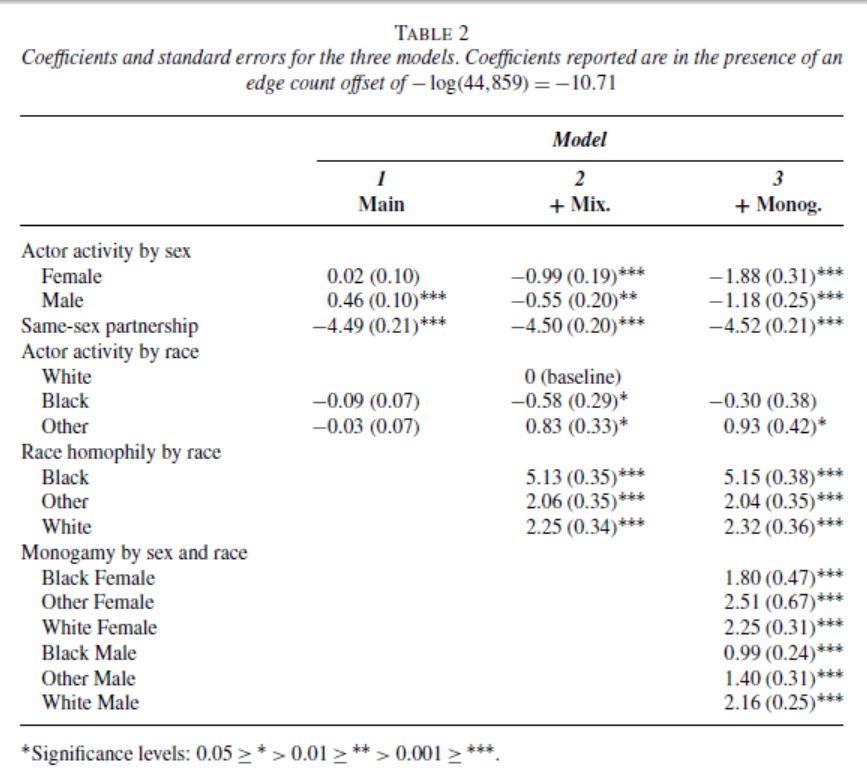 TABLE 2
Coefficients and standard errors for the three models. Coefficients reported are in the presence of an
edge count offset of − log(44,859) = −10.71
Model
1 2 3
Main + Mix. + Monog.
Actor activity by sex
Female 0.02 (0.10) −0.99 (0.19)*** −1.88 (0.31)***
Male 0.46 (0.10)*** −0.55 (0.20)** −1.18 (0.25)***
Same-sex partnership −4.49 (0.21)*** −4.50 (0.20)*** −4.52 (0.21)***
Actor activity by race
White 0 (baseline)
Black −0.09 (0.07) −0.58 (0.29)* −0.30 (0.38)
Other −0.03 (0.07) 0.83 (0.33)* 0.93 (0.42)*
Race homophily by race
Black 5.13 (0.35)*** 5.15 (0.38)***
Other 2.06 (0.35)*** 2.04 (0.35)***
White 2.25 (0.34)*** 2.32 (0.36)***
Monogamy by sex and race
Black Female 1.80 (0.47)***
Other Female 2.51 (0.67)***
White Female 2.25 (0.31)***
Black Male 0.99 (0.24)***
Other Male 1.40 (0.31)***
White Male 2.16 (0.25)***
*Significance levels: 0.05 ≥ * > 0.01 ≥ ** > 0.001 ≥ ***.